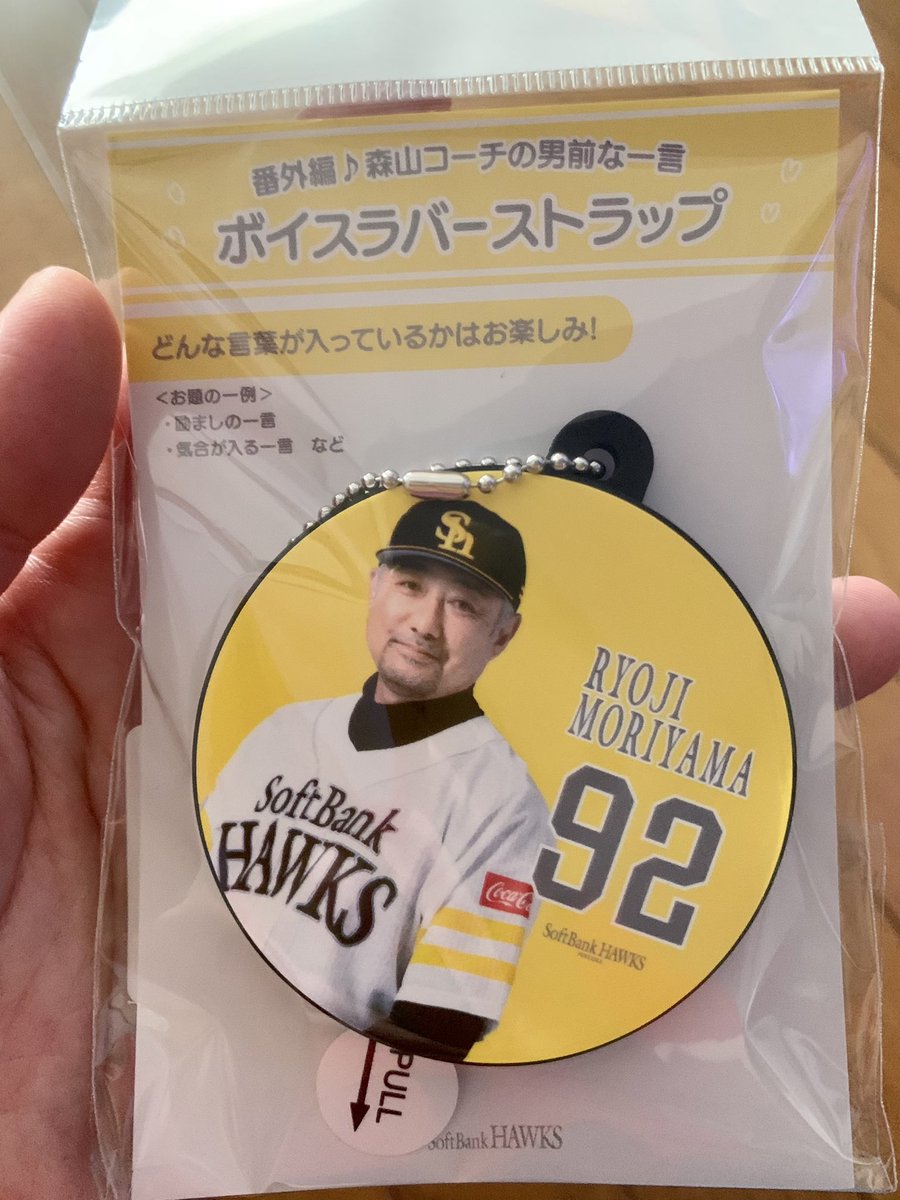 番外編♪森山コーチの男前な一言
ボイスラバーストラップ
どんな言葉が入っているかはお楽しみ!
<お題の一例>
・励ましの一言
・気合が入る一言 など
Sh
RYOJI
MORIYAMA
92
SoftBank HAWKS
SoftBank
HAWKS
Coca-Co
PULL
SoftBank HAWKS